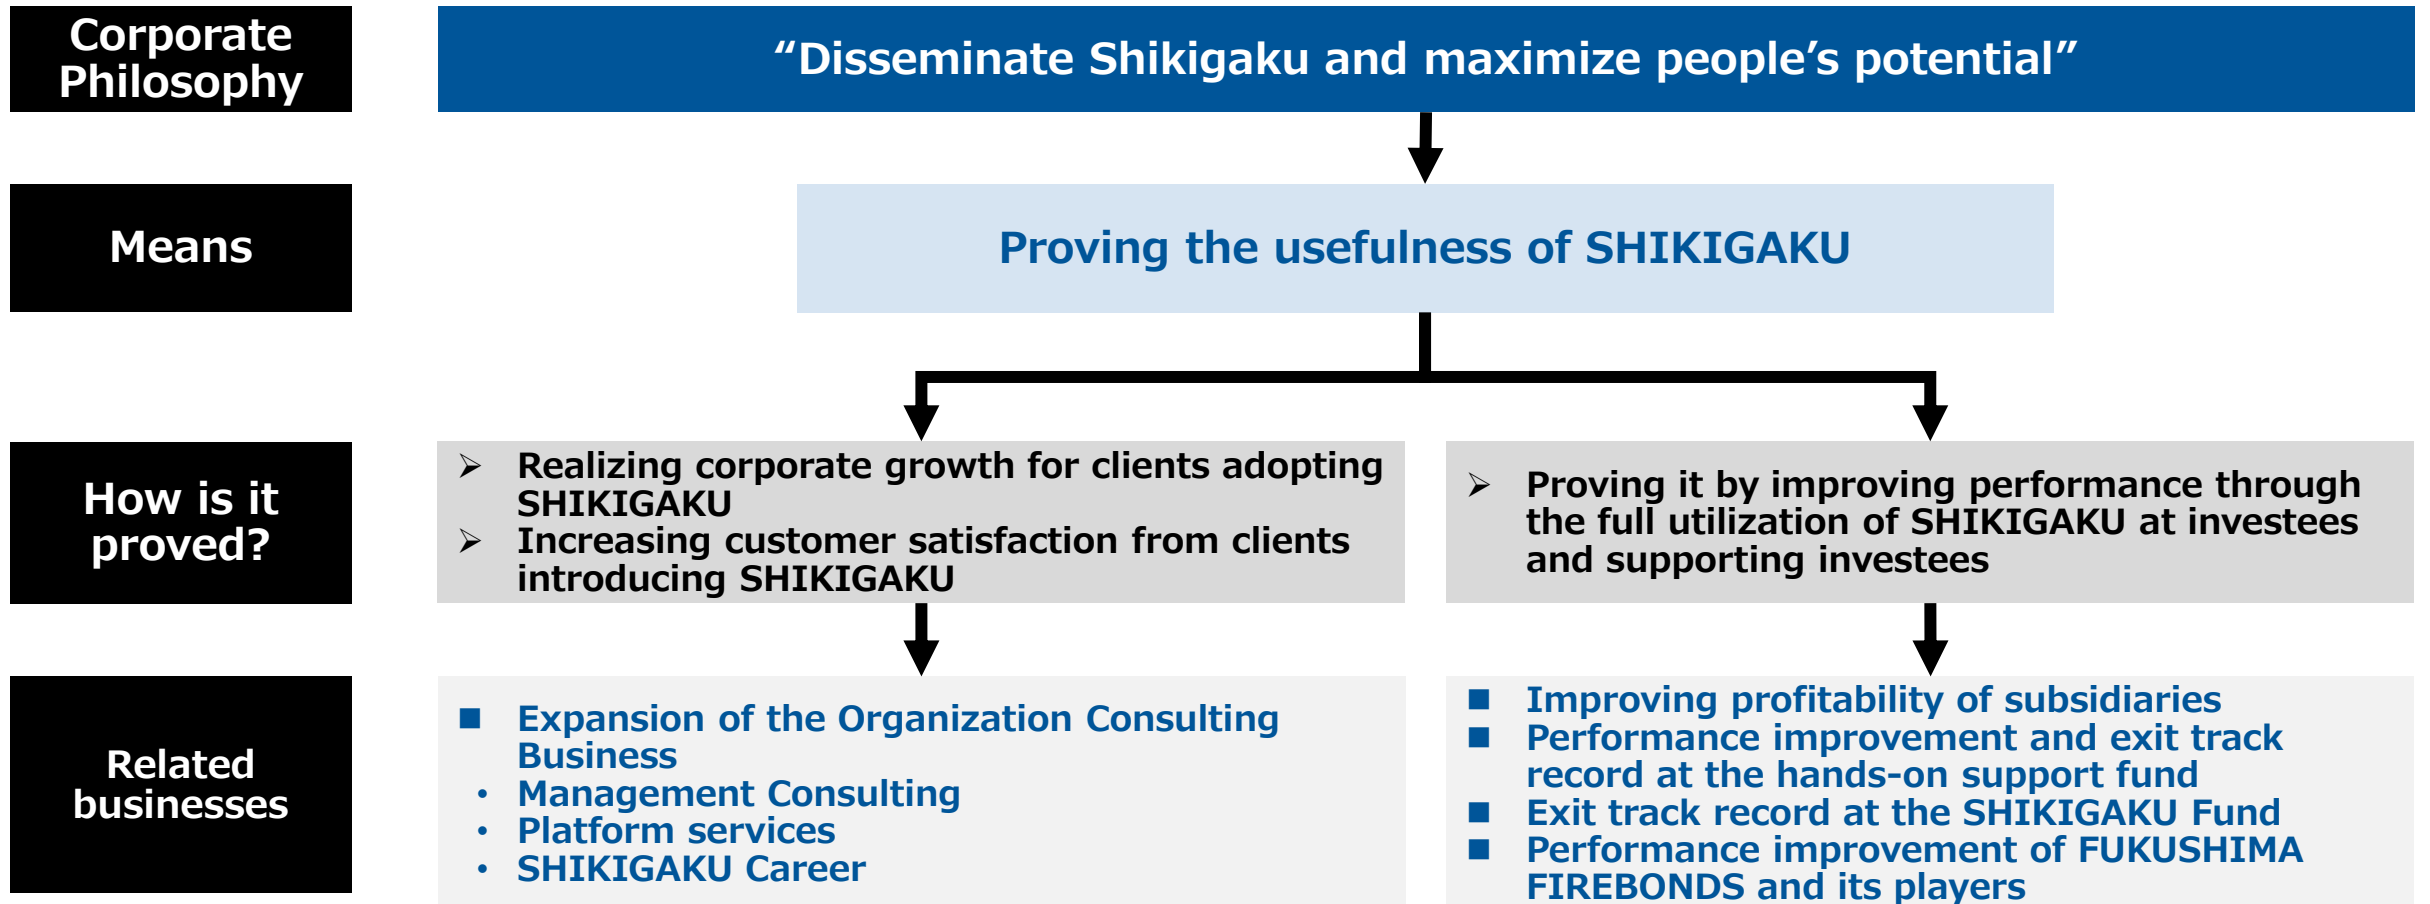 Corporate
Philosophy
“Disseminate Shikigaku and maximize people’s potential”
Means
Proving the usefulness of SHIKIGAKU
How is it
proved?
➢ Realizing corporate growth for clients adopting
SHIKIGAKU
➢ Increasing customer satisfaction from clients
introducing SHIKIGAKU
➢ Proving it by improving performance through
the full utilization of SHIKIGAKU at investees
and supporting investees
Related
businesses
■ Expansion of the Organization Consulting
Business
・ Management Consulting
・ Platform services
・ SHIKIGAKU Career
■ Improving profitability of subsidiaries
■ Performance improvement and exit track
record at the hands-on support fund
■ Exit track record at the SHIKIGAKU Fund
■ Performance improvement of FUKUSHIMA
FIREBONDS and its players